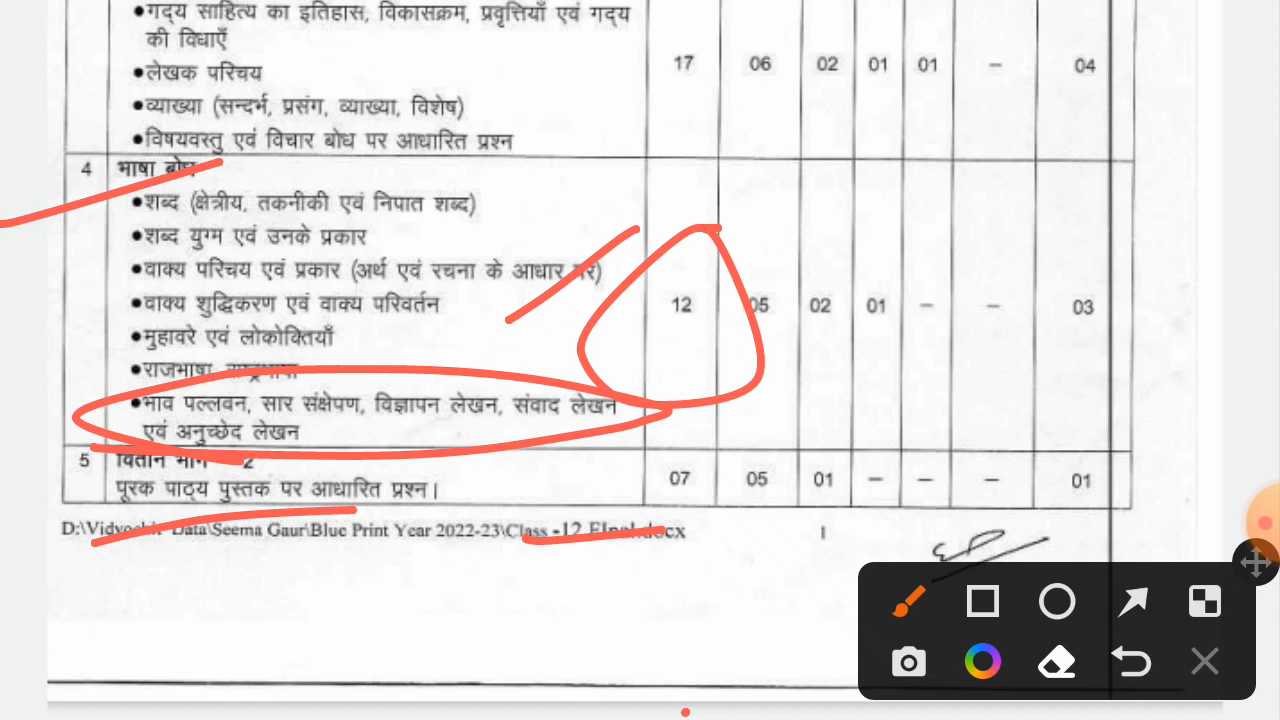 •गद्य साहित्य का इतिहास, विकासक्रम, प्रवृत्तियाँ एवं गद्य
की विधाएँ
•लेखक परिचय
•व्याख्या (सन्दर्भ, प्रसंग, व्याख्या, विशेष)
•विषयवस्तु एवं विचार बोध पर आधारित प्रश्न
17 06 02 01 01 – 04
4 भाषा बोध
•शब्द (क्षेत्रीय, तकनीकी एवं निपात शब्द)
•शब्द युग्म एवं उनके प्रकार
•वाक्य परिचय एवं प्रकार (अर्थ एवं रचना के आधार पर)
•वाक्य शुद्धिकरण एवं वाक्य परिवर्तन
•मुहावरे एवं लोकोक्तियाँ
•राजभाषा राष्ट्रभाषा
•भाव पल्लवन, सार संक्षेपण, विज्ञापन लेखन, संवाद लेखन
एवं अनुच्छेद लेखन
12 05 02 01 – – 03
5 वितान भाग 2
पूरक पाठ्य पुस्तक पर आधारित प्रश्न।
07 05 01 – – – 01
Data\Seema Gaur\Blue Print Year 2022-23\Class -12 Final.docx 1